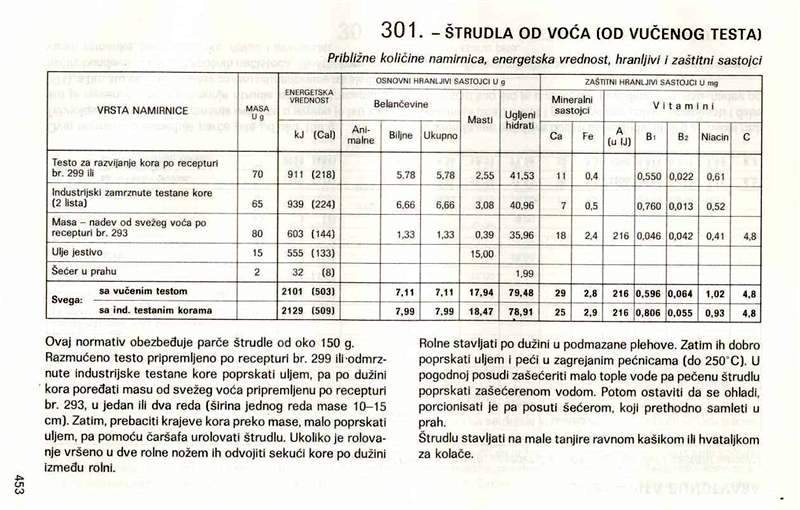 301. – ŠTRUDLA OD VOĆA (OD VUČENOG TESTA)
Približne količine namirnica, energetska vrednost, hranljivi i zaštitni sastojci
VRSTA NAMIRNICE MASA U g ENERGETSKA VREDNOST OSNOVNI HRANLJIVI SASTOJCI U g ZAŠTITNI HRANLJIVI SASTOJCI U mg
Belančevine Masti Ugljeni hidrati Mineralni sastojci Vitamini
kJ (Cal) Ani-malne Biljne Ukupno Ca Fe A (u IJ) B1 B2 Niacin C
Testo za razvijanje kora po recepturi
br. 299 ili 70 911 (218) 5,78 5,78 2,55 41,53 11 0,4 0,550 0,022 0,61
Industrijski zamrznute testane kore
(2 lista) 65 939 (224) 6,66 6,66 3,08 40,96 7 0,5 0,760 0,013 0,52
Masa – nadev od svežeg voća po
recepturi br. 293 80 603 (144) 1,33 1,33 0,39 35,96 18 2,4 216 0,046 0,042 0,41 4,8
Ulje jestivo 15 555 (133) 15,00
Šećer u prahu 2 32 (8) 1,99
Svega: sa vučenim testom 2101 (503) 7,11 7,11 17,94 79,48 29 2,8 216 0,596 0,064 1,02 4,8
sa ind. testanim korama 2129 (509) 7,99 7,99 18,47 78,91 25 2,9 216 0,806 0,055 0,93 4,8
Ovaj normativ obezbeđuje parče štrudle od oko 150 g.
Razmućeno testo pripremljeno po recepturi br. 299 ili odmrz-
nute industrijske testane kore poprskati uljem, pa po dužini
kora poređati masu od svežeg voća pripremljenu po recepturi
br. 293, u jedan ili dva reda (širina jednog reda mase 10–15
cm). Zatim, prebaciti krajeve kora preko mase, malo poprskati
uljem, pa pomoću čaršafa urolovati štrudlu. Ukoliko je rolova-
nje vršeno u dve rolne nožem ih odvojiti sekući kore po dužini
između rolni.
Rolne stavljati po dužini u podmazane plehove. Zatim ih dobro
poprskati uljem i peći u zagrejanim pećnicama (do 250°C). U
pogodnoj posudi zašećeriti malo tople vode pa pečenu štrudlu
poprskati zašećerenom vodom. Potom ostaviti da se ohladi,
porcionisati je pa posuti šećerom, koji prethodno samleti u
prah.
Štrudlu stavljati na male tanjire ravnom kašikom ili hvataljkom
za kolače.
453